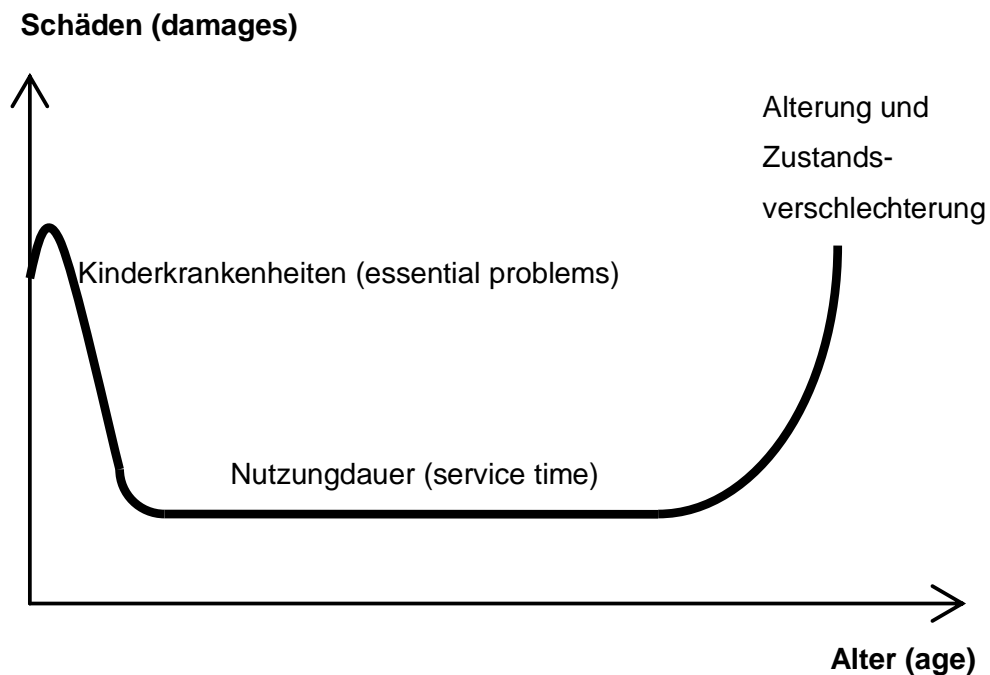 Schäden (damages)
Alterung und
Zustands-
verschlechterung
Kinderkrankenheiten (essential problems)
Nutzungdauer (service time)
Alter (age)